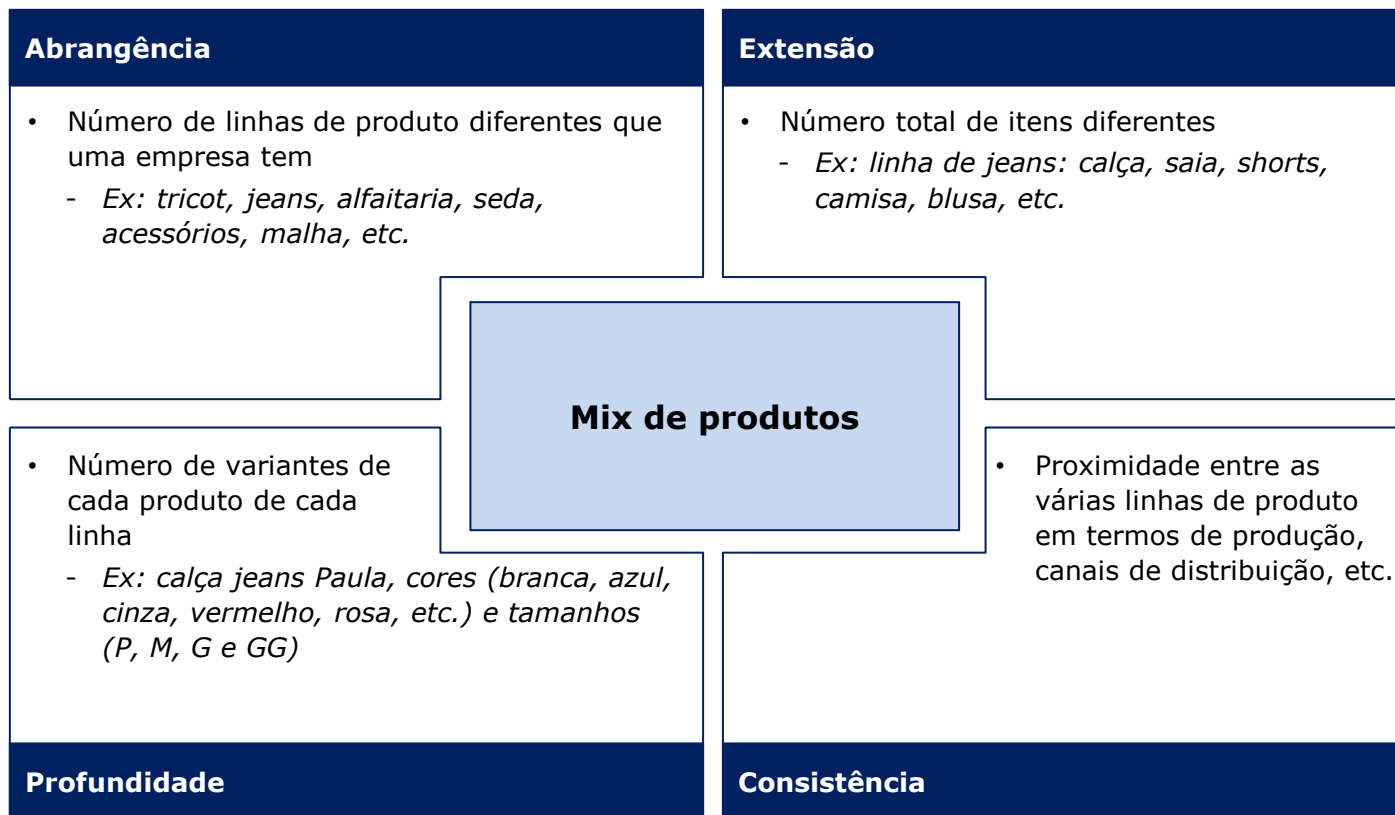 Abrangência
• Número de linhas de produto diferentes que
uma empresa tem
- Ex: tricot, jeans, alfaitaria, seda,
acessórios, malha, etc.
Extensão
• Número total de itens diferentes
- Ex: linha de jeans: calça, saia, shorts,
camisa, blusa, etc.
Mix de produtos
• Número de variantes de
cada produto de cada
linha
- Ex: calça jeans Paula, cores (branca, azul,
cinza, vermelho, rosa, etc.) e tamanhos
(P, M, G e GG)
Profundidade
• Proximidade entre as
várias linhas de produto
em termos de produção,
canais de distribuição, etc.
Consistência